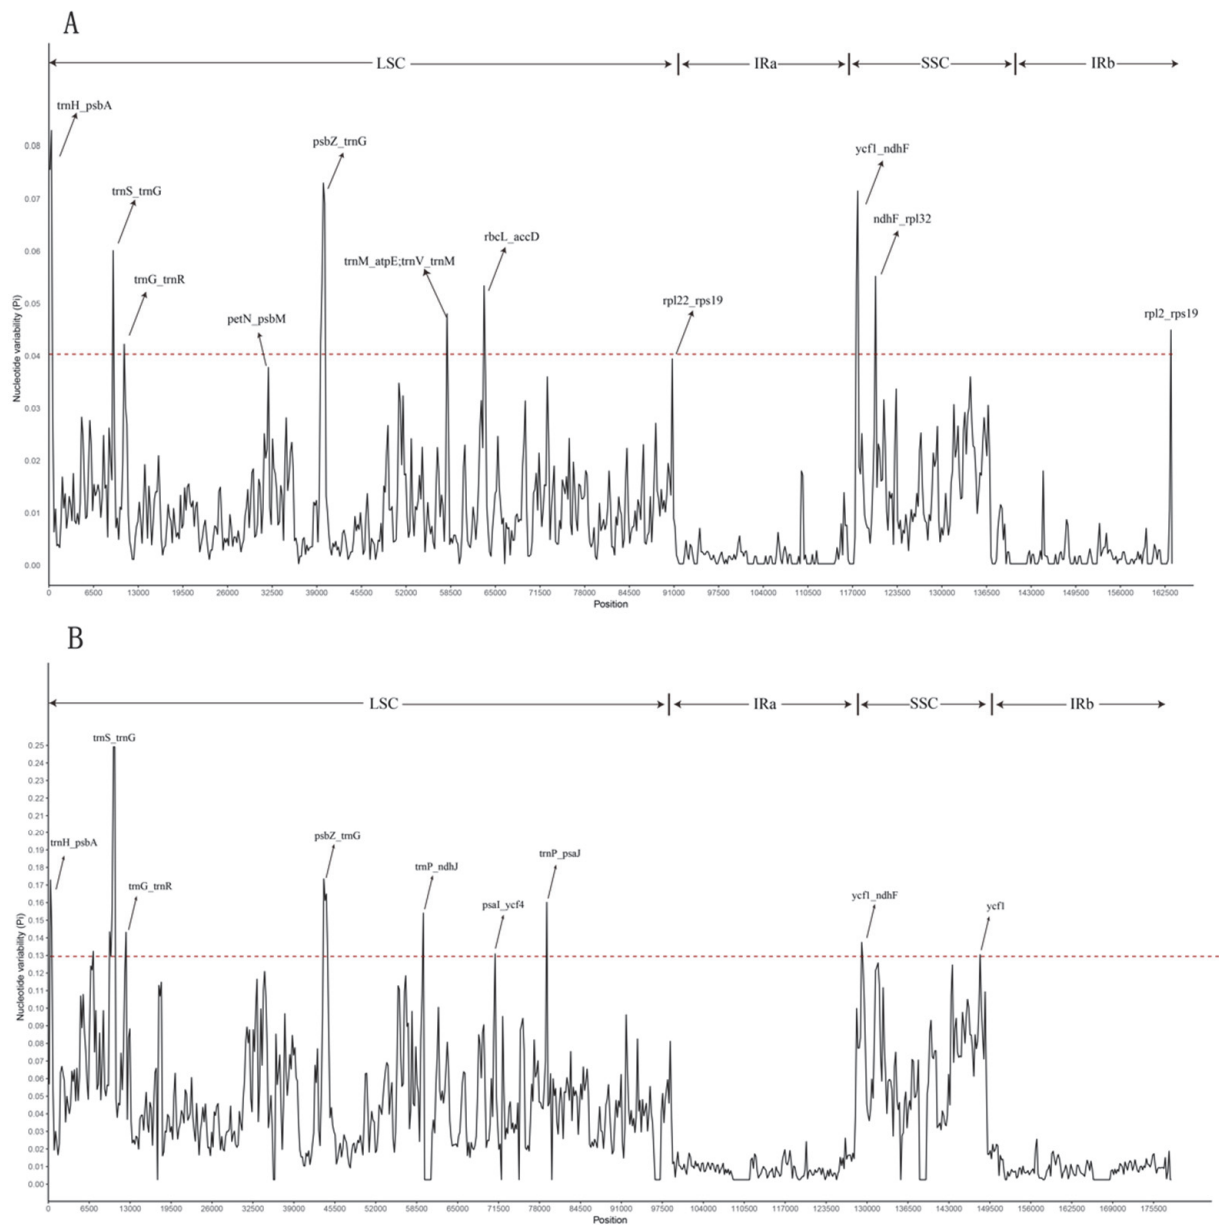 A
LSC IRa SSC IRb
trnH_psbA
psbZ_trnG
ycf1_ndhF
trnS_trnG
ndhF_rpl32
rbcL_accD
trnM_atpE;trnV_trnM
trnG_trnR
rpl22_rps19
rpl2_rps19
petN_psbM
Nucleotide variability (Pi)
0.08
0.07
0.06
0.05
0.04
0.03
0.02
0.01
0.00
0 6500 13000 19500 26000 32500 39000 45500 52000 58500 65000 71500 78000 84500 91000 97500 104000 110500 117000 123500 130000 136500 143000 149500 156000 162500
Position
B
LSC IRa SSC IRb
trnS_trnG
psbZ_trnG
trnH_psbA
trnP_psaJ
trnP_ndhJ
trnG_trnR
ycf1_ndhF
psaI_ycf4
ycf1
Nucleotide variability (Pi)
0.25
0.24
0.23
0.22
0.21
0.20
0.19
0.18
0.17
0.16
0.15
0.14
0.13
0.12
0.11
0.10
0.09
0.08
0.07
0.06
0.05
0.04
0.03
0.02
0.01
0.00
0 6500 13000 19500 26000 32500 39000 45500 52000 58500 65000 71500 78000 84500 91000 97500 104000 110500 117000 123500 130000 136500 143000 149500 156000 162500 169000 175500
Position